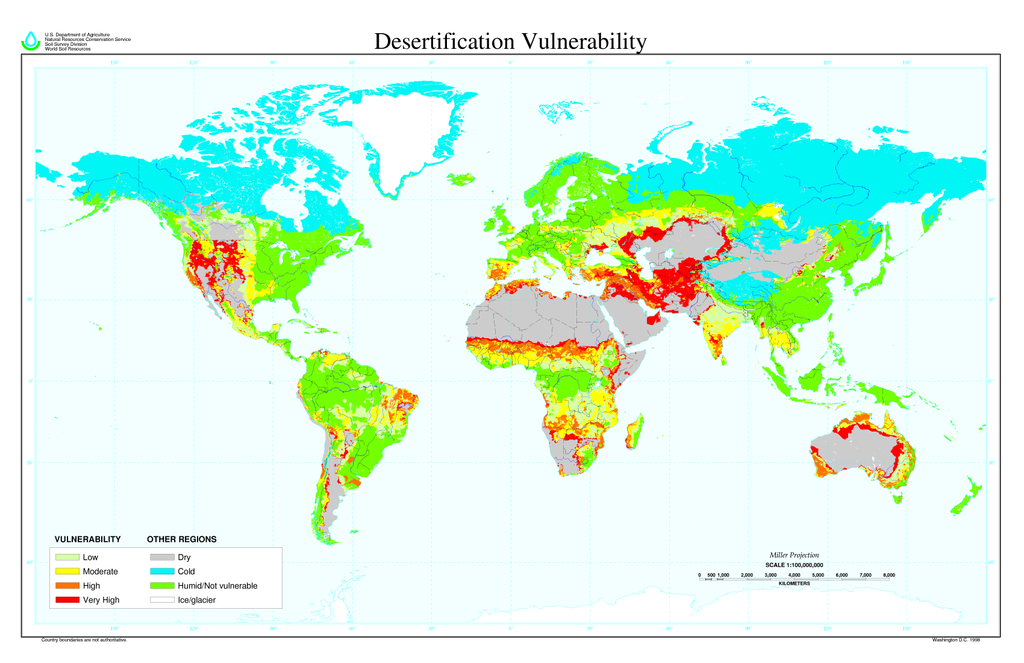 U.S. Department of Agriculture
Natural Resources Conservation Service
Soil Survey Division
World Soil Resources
Desertification Vulnerability
VULNERABILITY OTHER REGIONS
Low Dry
Moderate Cold
High Humid/Not vulnerable
Very High Ice/glacier
Miller Projection
SCALE 1:100,000,000
0 500 1,000 2,000 3,000 4,000 5,000 6,000 7,000 8,000
KILOMETERS
Country boundaries are not authoritative.
Washington D.C. 1998